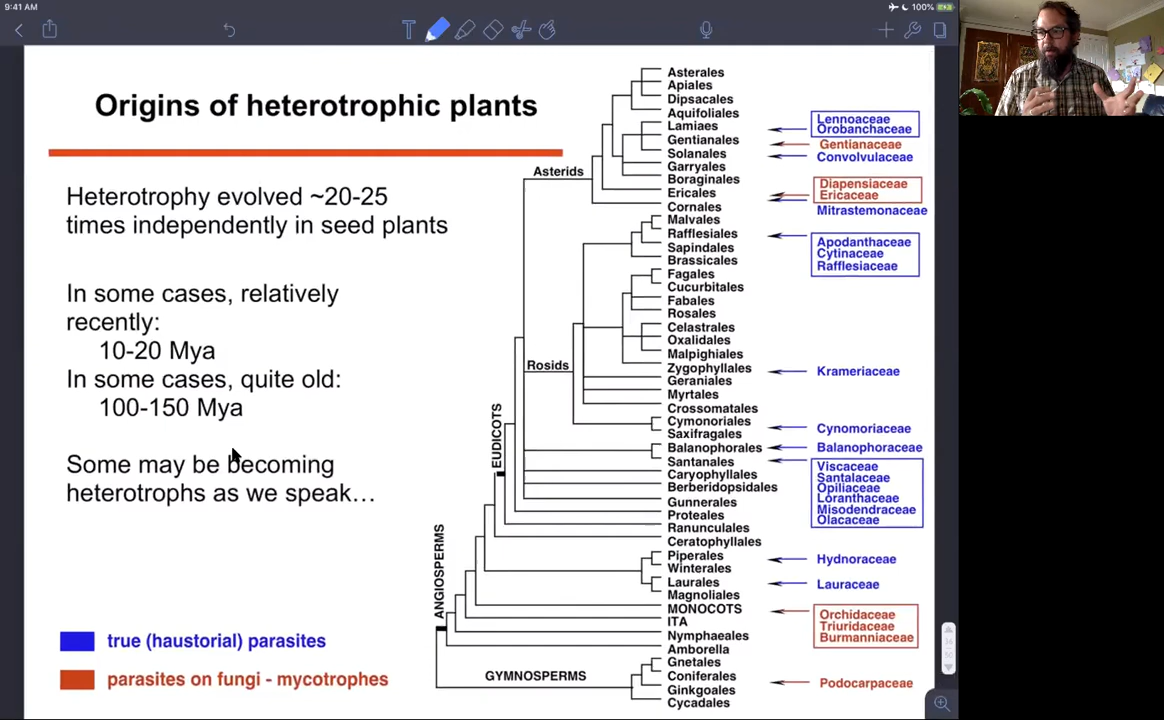 9:41 AM
100%
T
Origins of heterotrophic plants
Heterotrophy evolved ~20-25
times independently in seed plants
In some cases, relatively
recently:
10-20 Mya
In some cases, quite old:
100-150 Mya
Some may be becoming
heterotrophs as we speak…
true (haustorial) parasites
parasites on fungi - mycotrophes
ANGIOSPERMS
EUDICOTS
Asterids
Rosids
GYMNOSPERMS
Asterales
Apiales
Dipsacales
Aquifoliales
Lamiaes
Gentianales
Solanales
Garryales
Boraginales
Ericales
Cornales
Malvales
Rafflesiales
Sapindales
Brassicales
Fagales
Cucurbitales
Fabales
Rosales
Celastrales
Oxalidales
Malpighiales
Zygophyllales
Geraniales
Myrtales
Crossomatales
Cymonoriales
Saxifragales
Balanophorales
Santanales
Caryophyllales
Berberidopsidales
Gunnerales
Proteales
Ranunculales
Ceratophyllales
Piperales
Winterales
Laurales
Magnoliales
MONOCOTS
ITA
Nymphaeales
Amborella
Gnetales
Coniferales
Ginkgoales
Cycadales
Lennoaceae
Orobanchaceae
Gentianaceae
Convolvulaceae
Diapensiaceae
Ericaceae
Mitrastemonaceae
Apodanthaceae
Cytinaceae
Rafflesiaceae
Krameriaceae
Cynomoriaceae
Balanophoraceae
Viscaceae
Santalaceae
Opiliaceae
Loranthaceae
Misodendraceae
Olacaceae
Hydnoraceae
Lauraceae
Orchidaceae
Triuridaceae
Burmanniaceae
Podocarpaceae